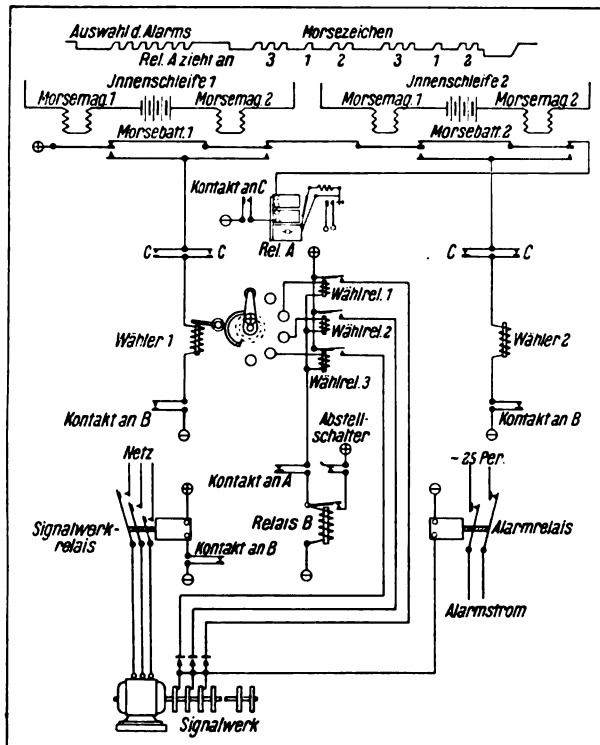 Auswahl d. Alarms Morsezeichen
Rel. A zieht an 3 1 2 3 1 2
Jnnenschleife 1 Jnnenschleife 2
Morsemag. 1 Morsemag. 2 Morsemag. 1 Morsemag. 2
Morsebatt. 1 Morsebatt. 2
Kontakt an C
Rel. A
C C C C
Wählrel. 1
Wähler 1 Wählrel. 2 Wähler 2
Wählrel. 3
Kontakt an B Abstell- Kontakt an B
schalter
Netz ~25 Per.
Kontakt an A
Signalwerk- Relais B Alarmrelais
relais
Kontakt an B
Alarmstrom
Signalwerk